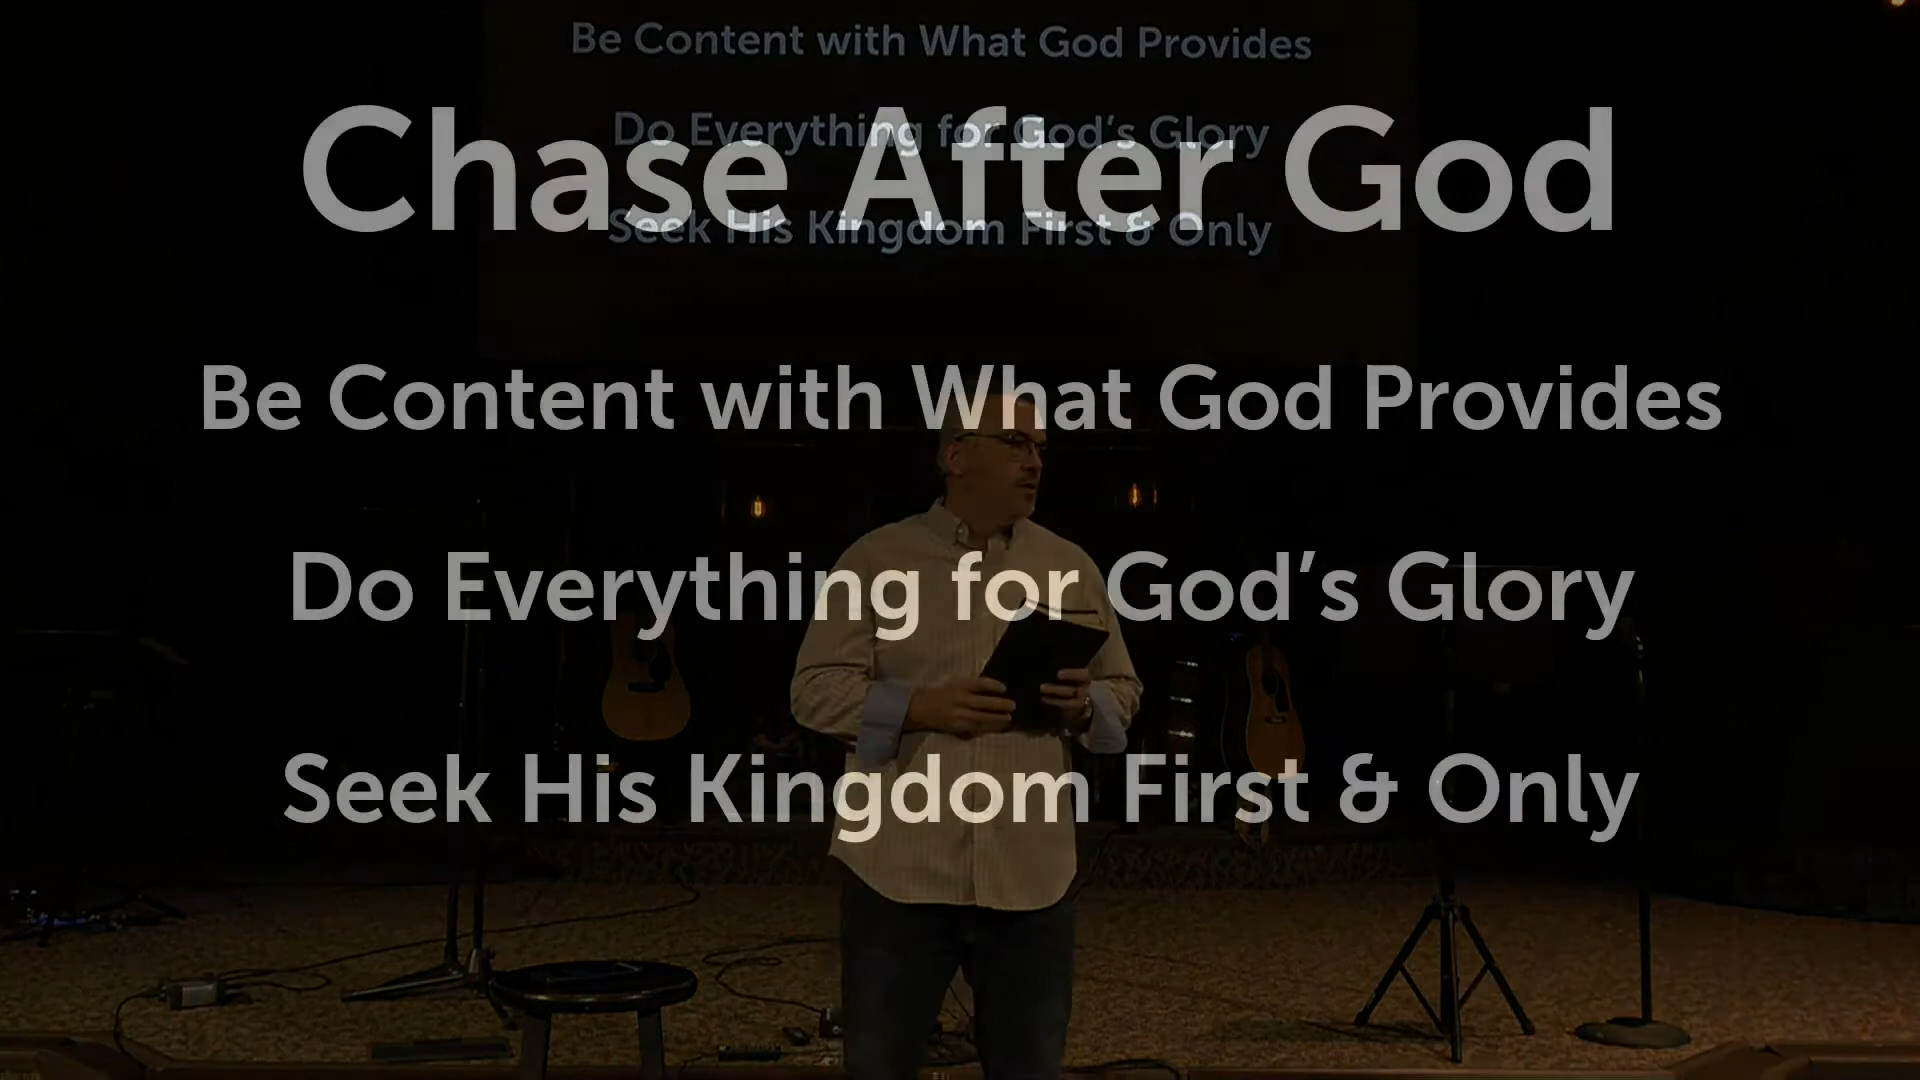 Be Content with What God Provides
Do Everything for God's Glory
Seek His Kingdom First & Only
Chase After God
Be Content with What God Provides
Do Everything for God's Glory
Seek His Kingdom First & Only